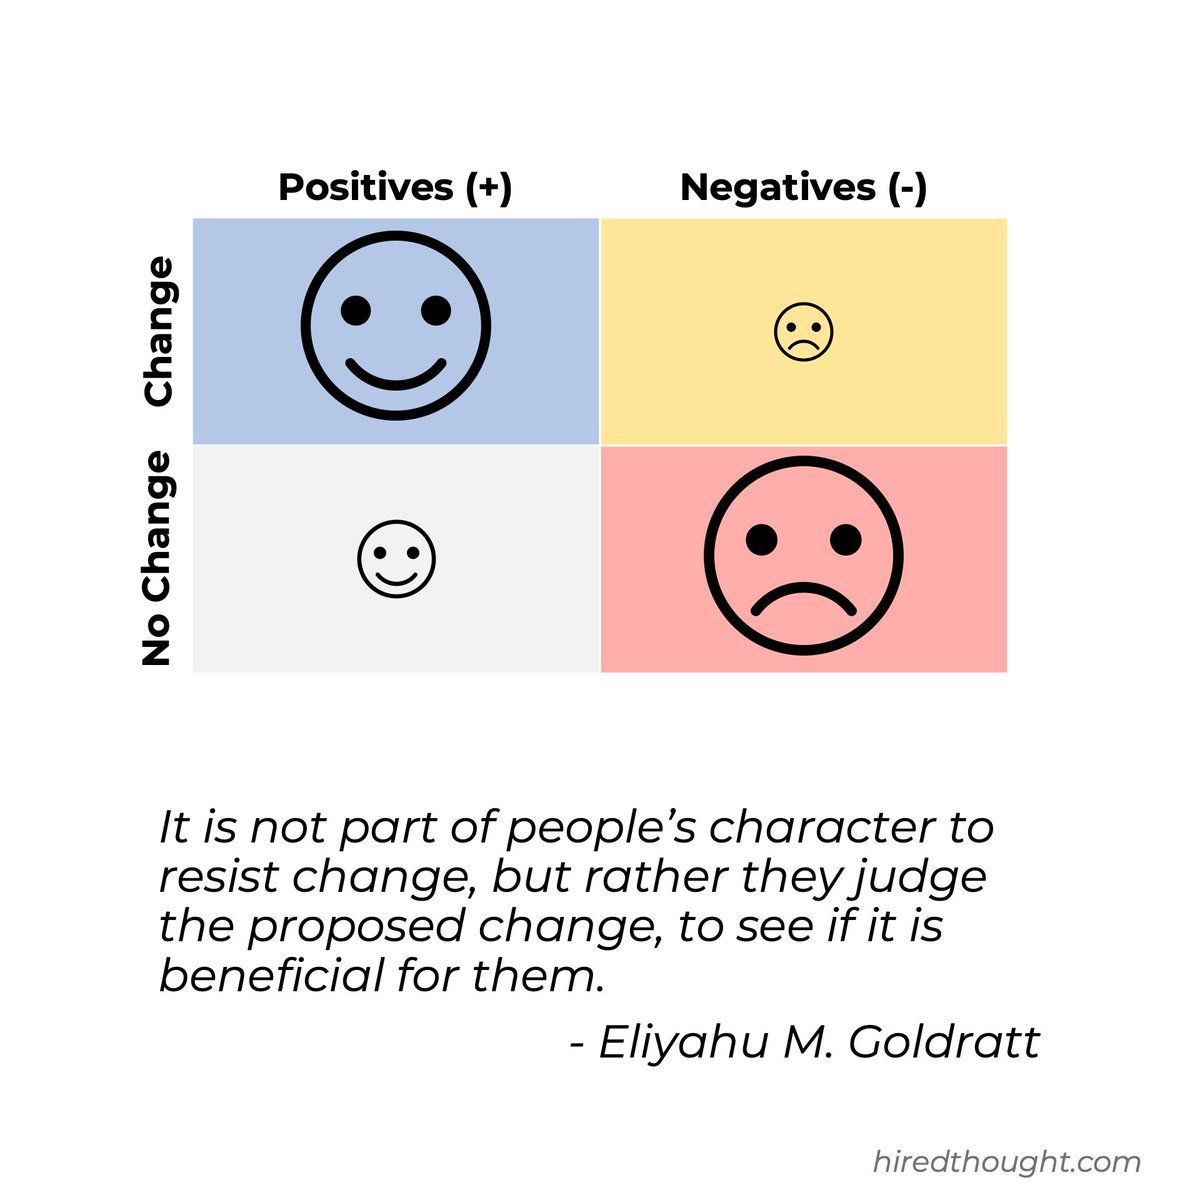 Positives (+)
Negatives (-)
Change
No Change
It is not part of people’s character to
resist change, but rather they judge
the proposed change, to see if it is
beneficial for them.
- Eliyahu M. Goldratt
hiredthought.com